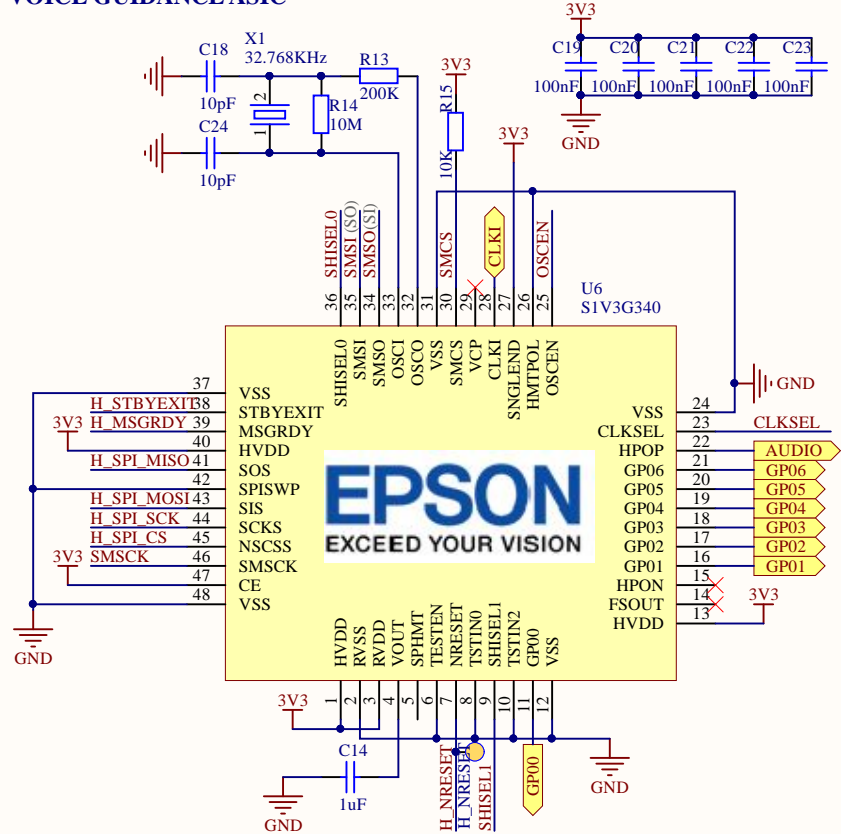 VOICE GUIDANCE ASIC
X1
32.768KHz
C18
10pF
2
1
C24
10pF
R13
200K
R14
10M
3V3
R15
10K
3V3
3V3
C19
C20
C21
C22
C23
100nF
100nF
100nF
100nF
100nF
GND
SHISEL0
SMSI (SO)
SMSO(SI)
SMCS
CLKI
OSCEN
36
35
34
33
32
31
30
29
28
27
26
25
SHISEL0
SMSI
SMSO
OSCI
OSCO
VSS
SMCS
VCP
CLKI
SNGLEND
HMTPOL
OSCEN
U6
S1V3G340
GND
37
VSS
H_STBYEXIT
38
STBYEXIT
H_MSGRDY
39
MSGRDY
3V3
40
HVDD
H_SPI_MISO
41
SOS
42
SPISWP
H_SPI_MOSI
43
SIS
H_SPI_SCK
44
SCKS
H_SPI_CS
45
NSCSS
SMSCK
46
SMSCK
3V3
47
CE
48
VSS
GND
EPSON
EXCEED YOUR VISION
VSS
24
CLKSEL
23
CLKSEL
HPOP
22
AUDIO
GP06
21
GP06
GP05
20
GP05
GP04
19
GP04
GP03
18
GP03
GP02
17
GP02
GP01
16
GP01
HPON
15
FSOUT
14
HVDD
13
3V3
HVDD
RVSS
RVDD
VOUT
SPHMT
TESTEN
NRESET
TSTIN0
SHISEL1
TSTIN2
GP00
VSS
1
2
3
4
5
6
7
8
9
10
11
12
3V3
C14
1uF
GND
H_NRESET
H_NRESET
SHISEL1
GP00
GND